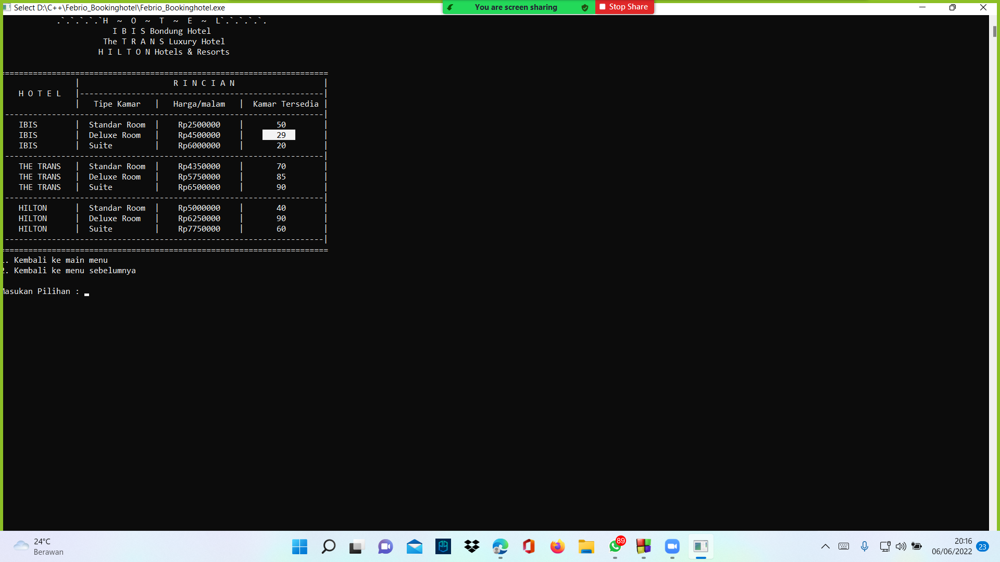 Select D:\C++\Febrio_Bookinghotel\Febrio_Bookinghotel.exe
You are screen sharing
Stop Share
.`.`.`.`.`H ~ O ~ T ~ E ~ L`.`.`.`.`.
I B I S Bondung Hotel
The T R A N S Luxury Hotel
H I L T O N Hotels & Resorts
=====================================================================
| R I N C I A N |
H O T E L |----------------------------------------------------|
| Tipe Kamar | Harga/malam | Kamar Tersedia |
--------------------------------------------------------------------|
IBIS | Standar Room | Rp2500000 | 50 |
IBIS | Deluxe Room | Rp4500000 | 29 |
IBIS | Suite | Rp6000000 | 20 |
--------------------------------------------------------------------|
THE TRANS | Standar Room | Rp4350000 | 70 |
THE TRANS | Deluxe Room | Rp5750000 | 85 |
THE TRANS | Suite | Rp6500000 | 90 |
--------------------------------------------------------------------|
HILTON | Standar Room | Rp5000000 | 40 |
HILTON | Deluxe Room | Rp6250000 | 90 |
HILTON | Suite | Rp7750000 | 60 |
--------------------------------------------------------------------|
=====================================================================
1. Kembali ke main menu
2. Kembali ke menu sebelumnya
Masukan Pilihan :
24°C
Berawan
89
20:16
06/06/2022
23